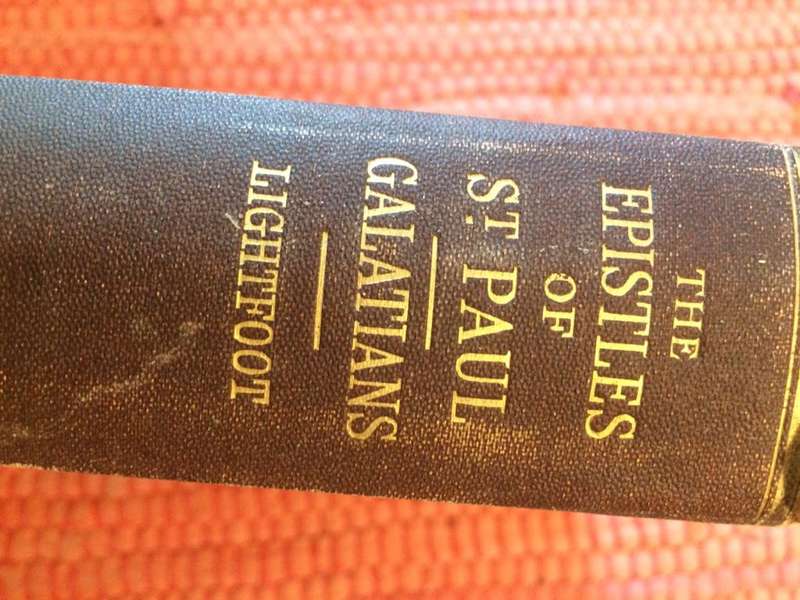 THE
EPISTLES
OF
ST. PAUL
GALATIANS
LIGHTFOOT